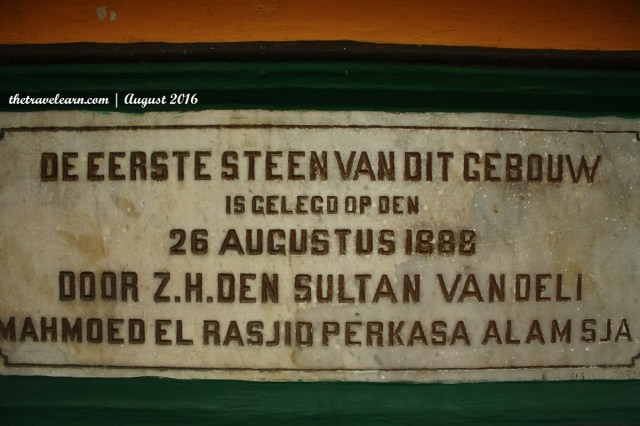 thetravelearn.com | August 2016
DE EERSTE STEEN VAN DIT GEBOUW
IS GELEGD OP DEN
26 AUGUSTUS 1888
DOOR Z.H. DEN SULTAN VAN DELI
MAHMOED EL RASJID PERKASA ALAM SJA